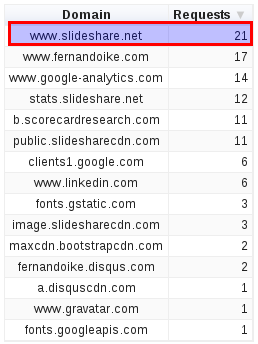 Domain Requests ▼
www.slideshare.net 21
www.fernandoike.com 17
www.google-analytics.com 14
stats.slideshare.net 12
b.scorecardresearch.com 11
public.slidesharecdn.com 11
clients1.google.com 6
www.linkedin.com 6
fonts.gstatic.com 3
image.slidesharecdn.com 3
maxcdn.bootstrapcdn.com 2
fernandoike.disqus.com 2
a.disquscdn.com 1
www.gravatar.com 1
fonts.googleapis.com 1